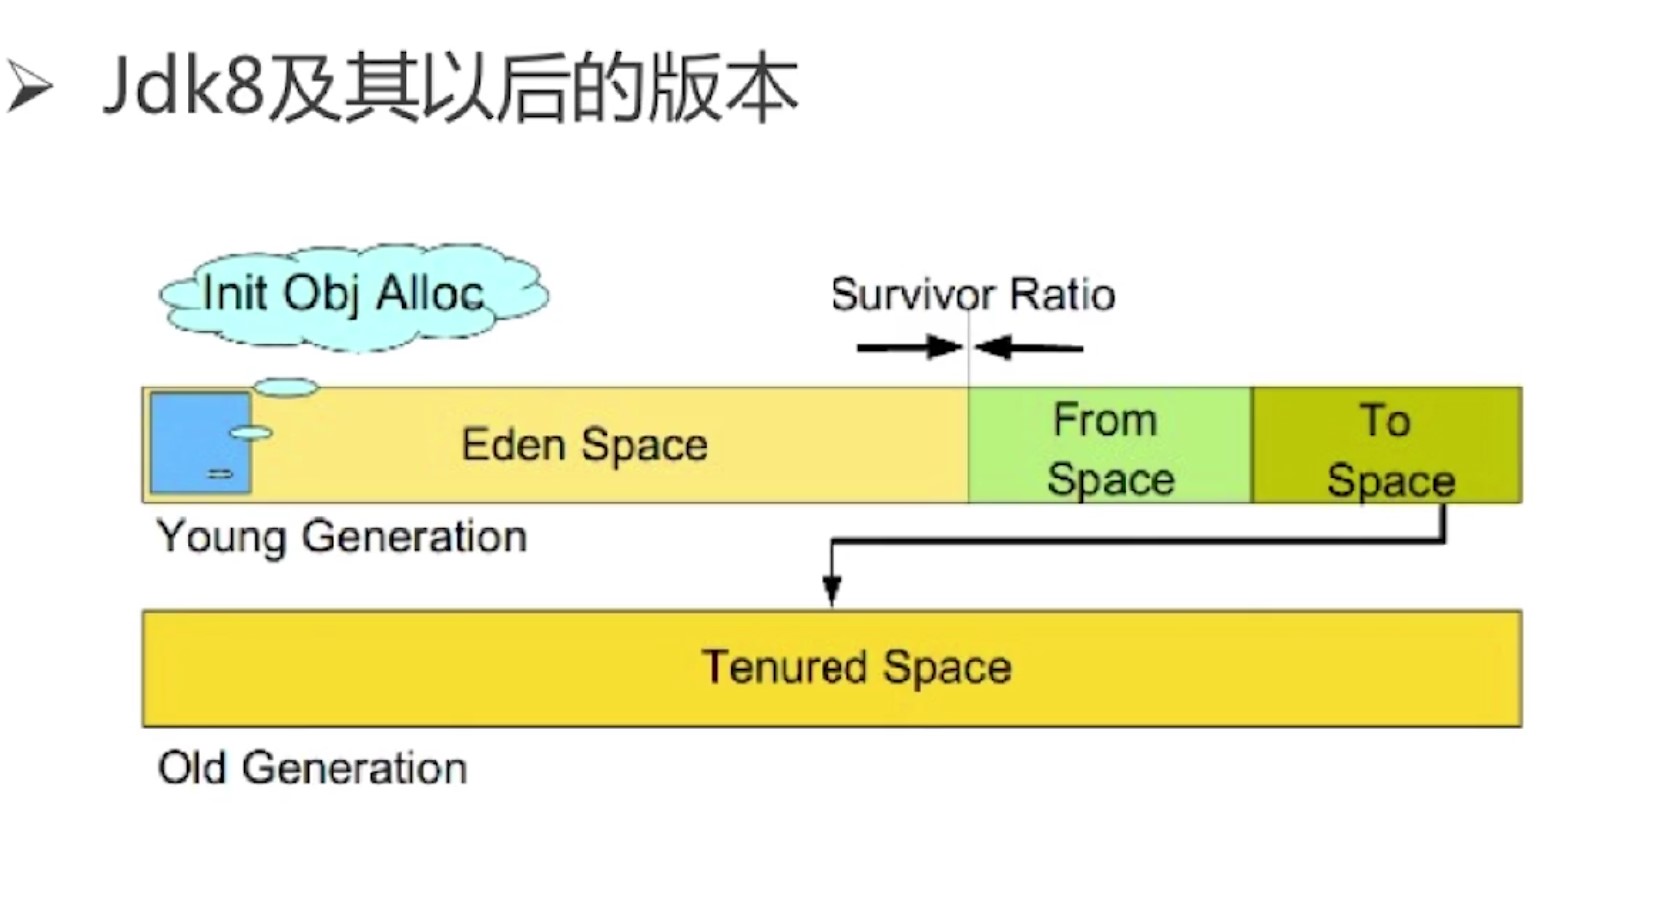 Jdk8及其以后的版本
Init Obj Alloc
Survivor Ratio
Eden Space
From
Space
To
Space
Young Generation
Tenured Space
Old Generation